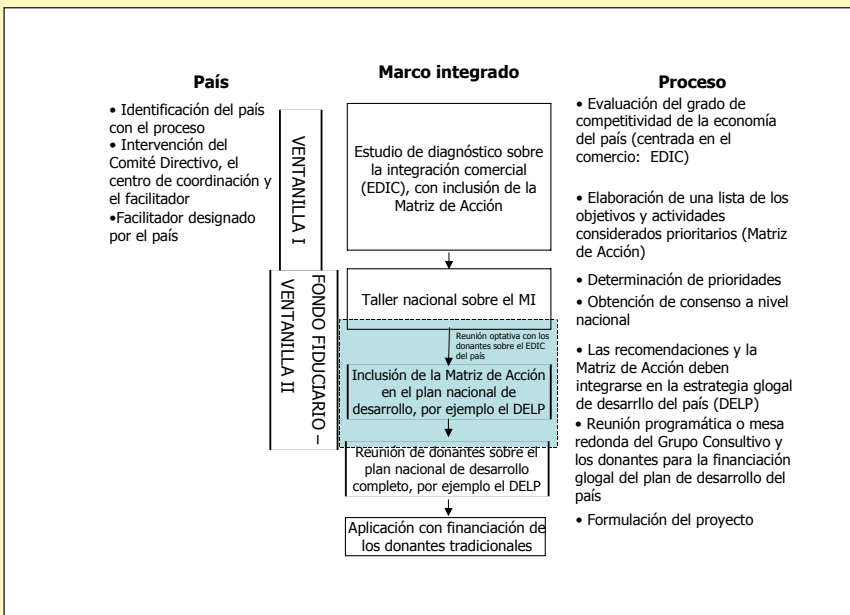 País
• Identificación del país
con el proceso
• Intervención del
Comité Directivo, el
centro de coordinación y
el facilitador
•Facilitador designado
por el país
VENTANILLA I
FONDO FIDUCIARIO –
VENTANILLA II
Marco integrado
Estudio de diagnóstico sobre
la integración comercial
(EDIC), con inclusión de la
Matriz de Acción
Taller nacional sobre el MI
Reunión optativa con los
donantes sobre el EDIC
del país
Inclusión de la Matriz de Acción
en el plan nacional de
desarrollo, por ejemplo el DELP
Reunión de donantes sobre el
plan nacional de desarrollo
completo, por ejemplo el DELP
Aplicación con financiación de
los donantes tradicionales
Proceso
• Evaluación del grado de
competitividad de la economía
del país (centrada en el
comercio: EDIC)
• Elaboración de una lista de los
objetivos y actividades
considerados prioritarios (Matriz
de Acción)
• Determinación de prioridades
• Obtención de consenso a nivel
nacional
• Las recomendaciones y la
Matriz de Acción deben
integrarse en la estrategia glogal
de desarrllo del país (DELP)
• Reunión programática o mesa
redonda del Grupo Consultivo y
los donantes para la financiación
glogal del plan de desarrollo del
país
• Formulación del proyecto